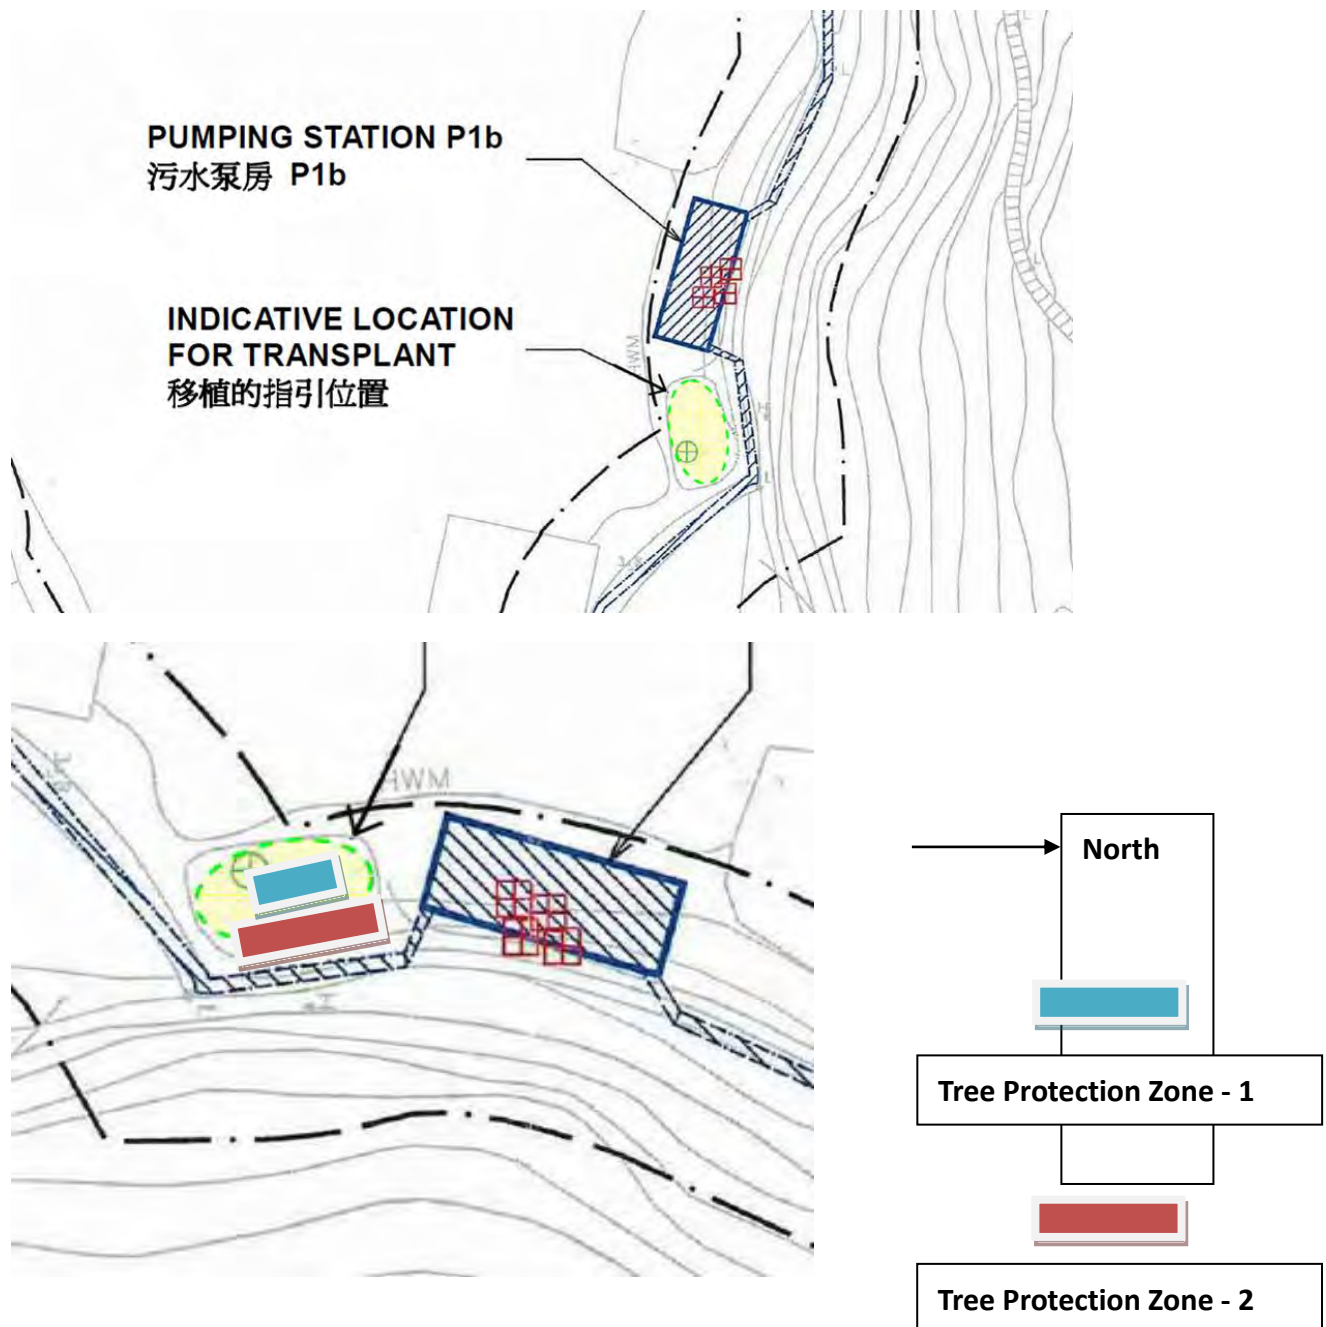 PUMPING STATION P1b
污水泵房 P1b
INDICATIVE LOCATION
FOR TRANSPLANT
移植的指引位置
HWM
HWM
North
Tree Protection Zone - 1
Tree Protection Zone - 2